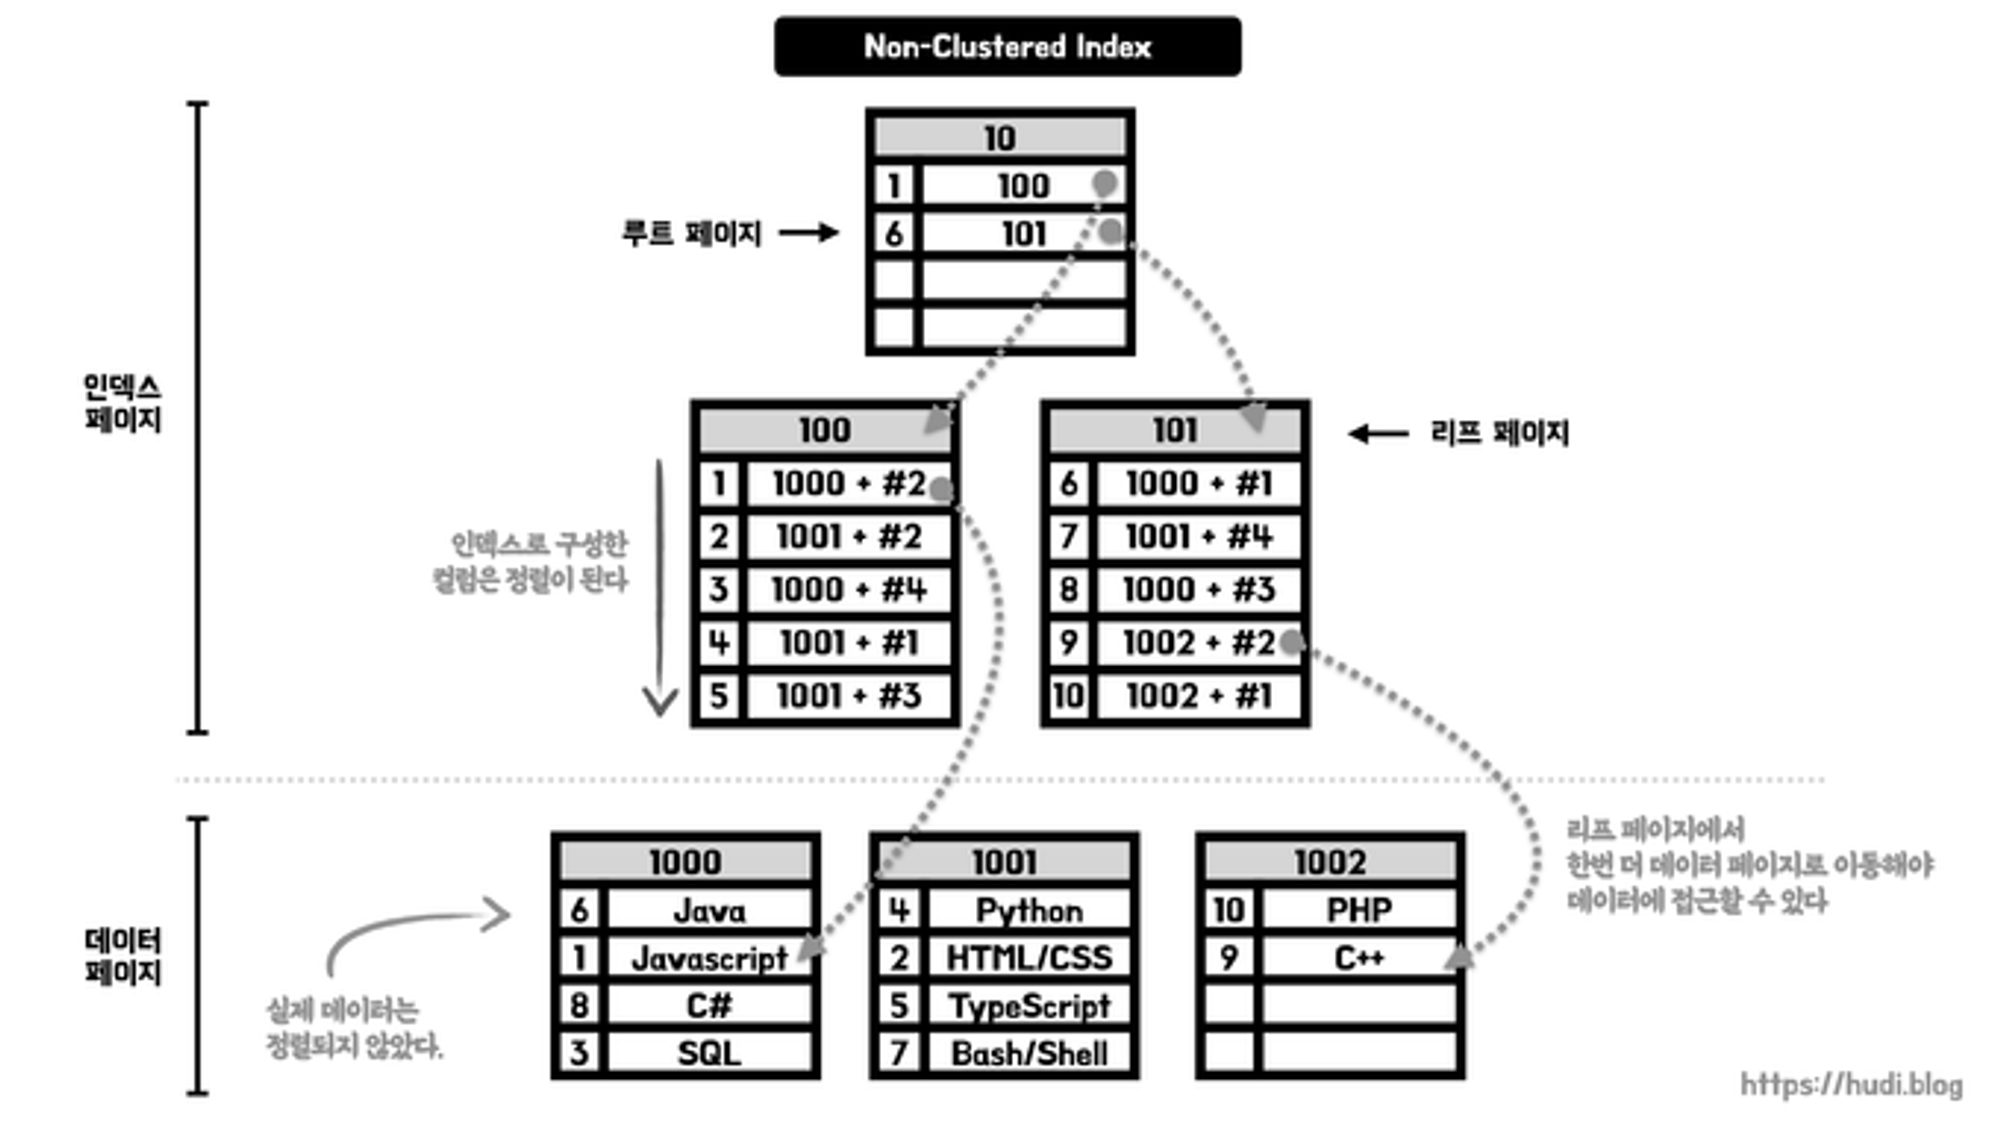 Non-Clustered Index
10
1 100
6 101
루트 페이지
인덱스
페이지
100
1 1000 + #2
2 1001 + #2
3 1000 + #4
4 1001 + #1
5 1001 + #3
101
6 1000 + #1
7 1001 + #4
8 1000 + #3
9 1002 + #2
10 1002 + #1
리프 페이지
인덱스로 구성한
컬럼은 정렬이 된다
데이터
페이지
1000
6 Java
1 Javascript
8 C#
3 SQL
1001
4 Python
2 HTML/CSS
5 TypeScript
7 Bash/Shell
1002
10 PHP
9 C++
리프 페이지에서
한번 더 데이터 페이지로 이동해야
데이터에 접근할 수 있다
실제 데이터는
정렬되지 않았다.
https://hudi.blog